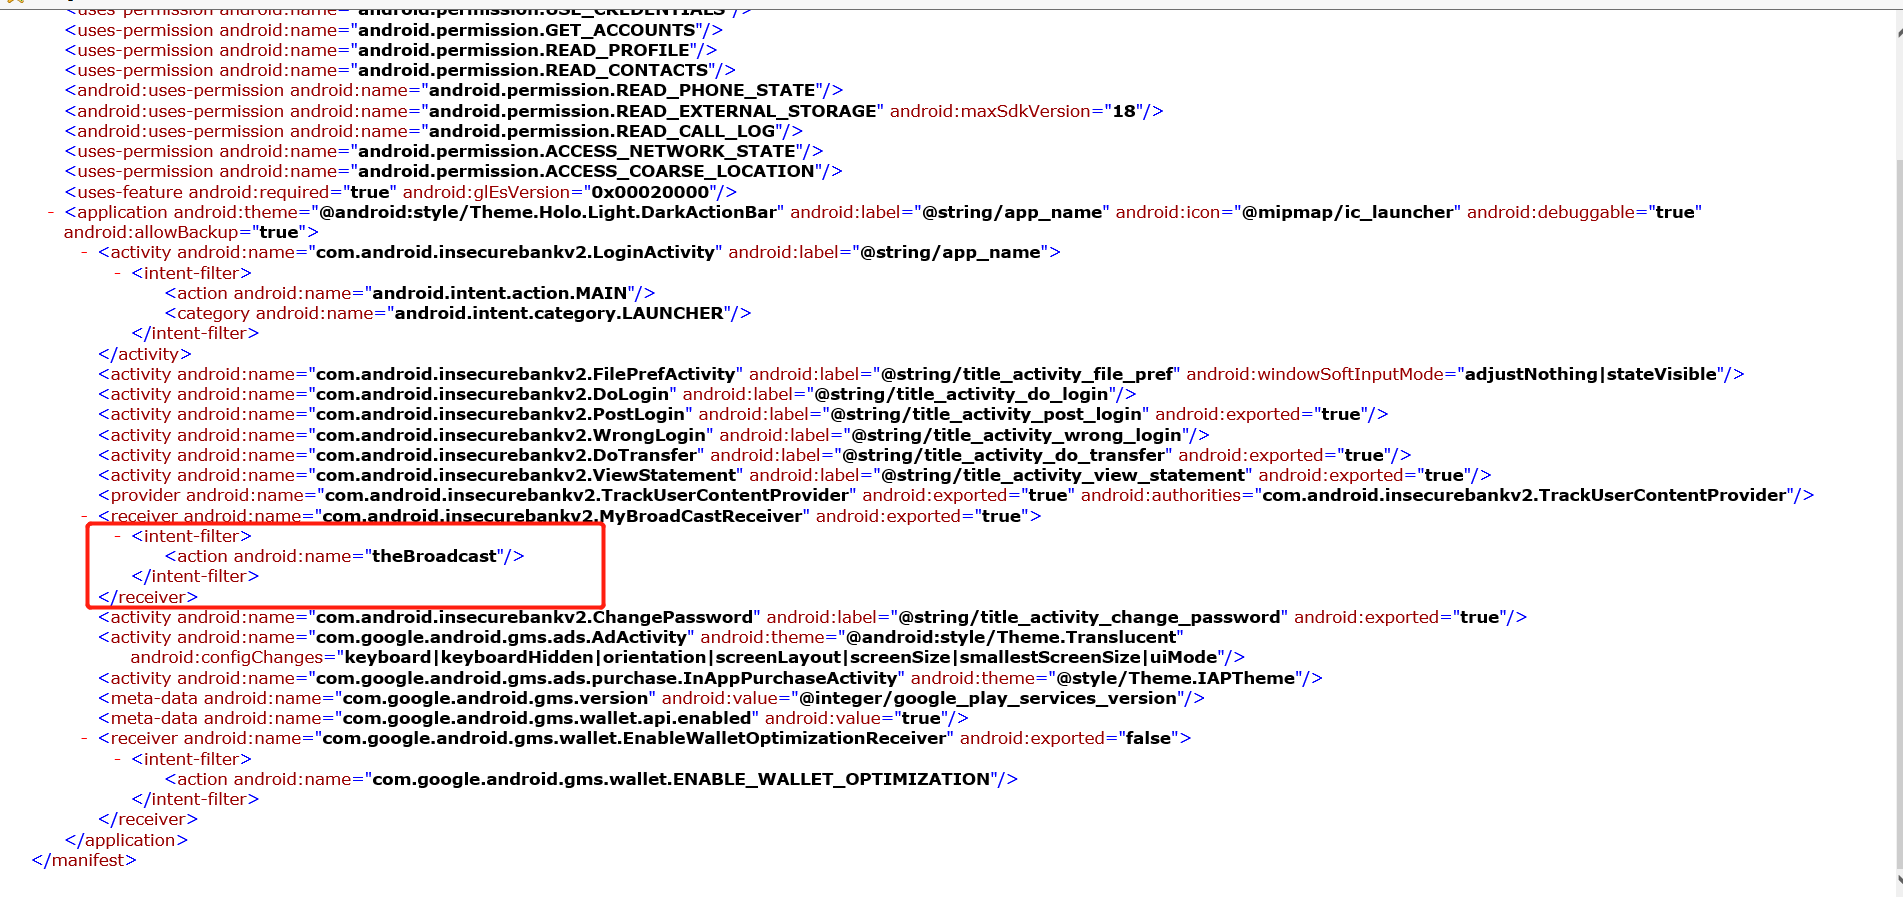 <uses-permission android:name="android.permission.USE_CREDENTIALS"/>
<uses-permission android:name="android.permission.GET_ACCOUNTS"/>
<uses-permission android:name="android.permission.READ_PROFILE"/>
<uses-permission android:name="android.permission.READ_CONTACTS"/>
<android:uses-permission android:name="android.permission.READ_PHONE_STATE"/>
<android:uses-permission android:name="android.permission.READ_EXTERNAL_STORAGE" android:maxSdkVersion="18"/>
<android:uses-permission android:name="android.permission.READ_CALL_LOG"/>
<uses-permission android:name="android.permission.ACCESS_NETWORK_STATE"/>
<uses-permission android:name="android.permission.ACCESS_COARSE_LOCATION"/>
<uses-feature android:required="true" android:glEsVersion="0x00020000"/>
- <application android:theme="@android:style/Theme.Holo.Light.DarkActionBar" android:label="@string/app_name" android:icon="@mipmap/ic_launcher" android:debuggable="true"
android:allowBackup="true">
- <activity android:name="com.android.insecurebankv2.LoginActivity" android:label="@string/app_name">
- <intent-filter>
<action android:name="android.intent.action.MAIN"/>
<category android:name="android.intent.category.LAUNCHER"/>
</intent-filter>
</activity>
<activity android:name="com.android.insecurebankv2.FilePrefActivity" android:label="@string/title_activity_file_pref" android:windowSoftInputMode="adjustNothing|stateVisible"/>
<activity android:name="com.android.insecurebankv2.DoLogin" android:label="@string/title_activity_do_login"/>
<activity android:name="com.android.insecurebankv2.PostLogin" android:label="@string/title_activity_post_login" android:exported="true"/>
<activity android:name="com.android.insecurebankv2.WrongLogin" android:label="@string/title_activity_wrong_login"/>
<activity android:name="com.android.insecurebankv2.DoTransfer" android:label="@string/title_activity_do_transfer" android:exported="true"/>
<activity android:name="com.android.insecurebankv2.ViewStatement" android:label="@string/title_activity_view_statement" android:exported="true"/>
<provider android:name="com.android.insecurebankv2.TrackUserContentProvider" android:exported="true" android:authorities="com.android.insecurebankv2.TrackUserContentProvider"/>
- <receiver android:name="com.android.insecurebankv2.MyBroadCastReceiver" android:exported="true">
- <intent-filter>
<action android:name="theBroadcast"/>
</intent-filter>
</receiver>
<activity android:name="com.android.insecurebankv2.ChangePassword" android:label="@string/title_activity_change_password" android:exported="true"/>
<activity android:name="com.google.android.gms.ads.AdActivity" android:theme="@android:style/Theme.Translucent"
android:configChanges="keyboard|keyboardHidden|orientation|screenLayout|screenSize|smallestScreenSize|uiMode"/>
<activity android:name="com.google.android.gms.ads.purchase.InAppPurchaseActivity" android:theme="@style/Theme.IAPTheme"/>
<meta-data android:name="com.google.android.gms.version" android:value="@integer/google_play_services_version"/>
<meta-data android:name="com.google.android.gms.wallet.api.enabled" android:value="true"/>
- <receiver android:name="com.google.android.gms.wallet.EnableWalletOptimizationReceiver" android:exported="false">
- <intent-filter>
<action android:name="com.google.android.gms.wallet.ENABLE_WALLET_OPTIMIZATION"/>
</intent-filter>
</receiver>
</application>
</manifest>